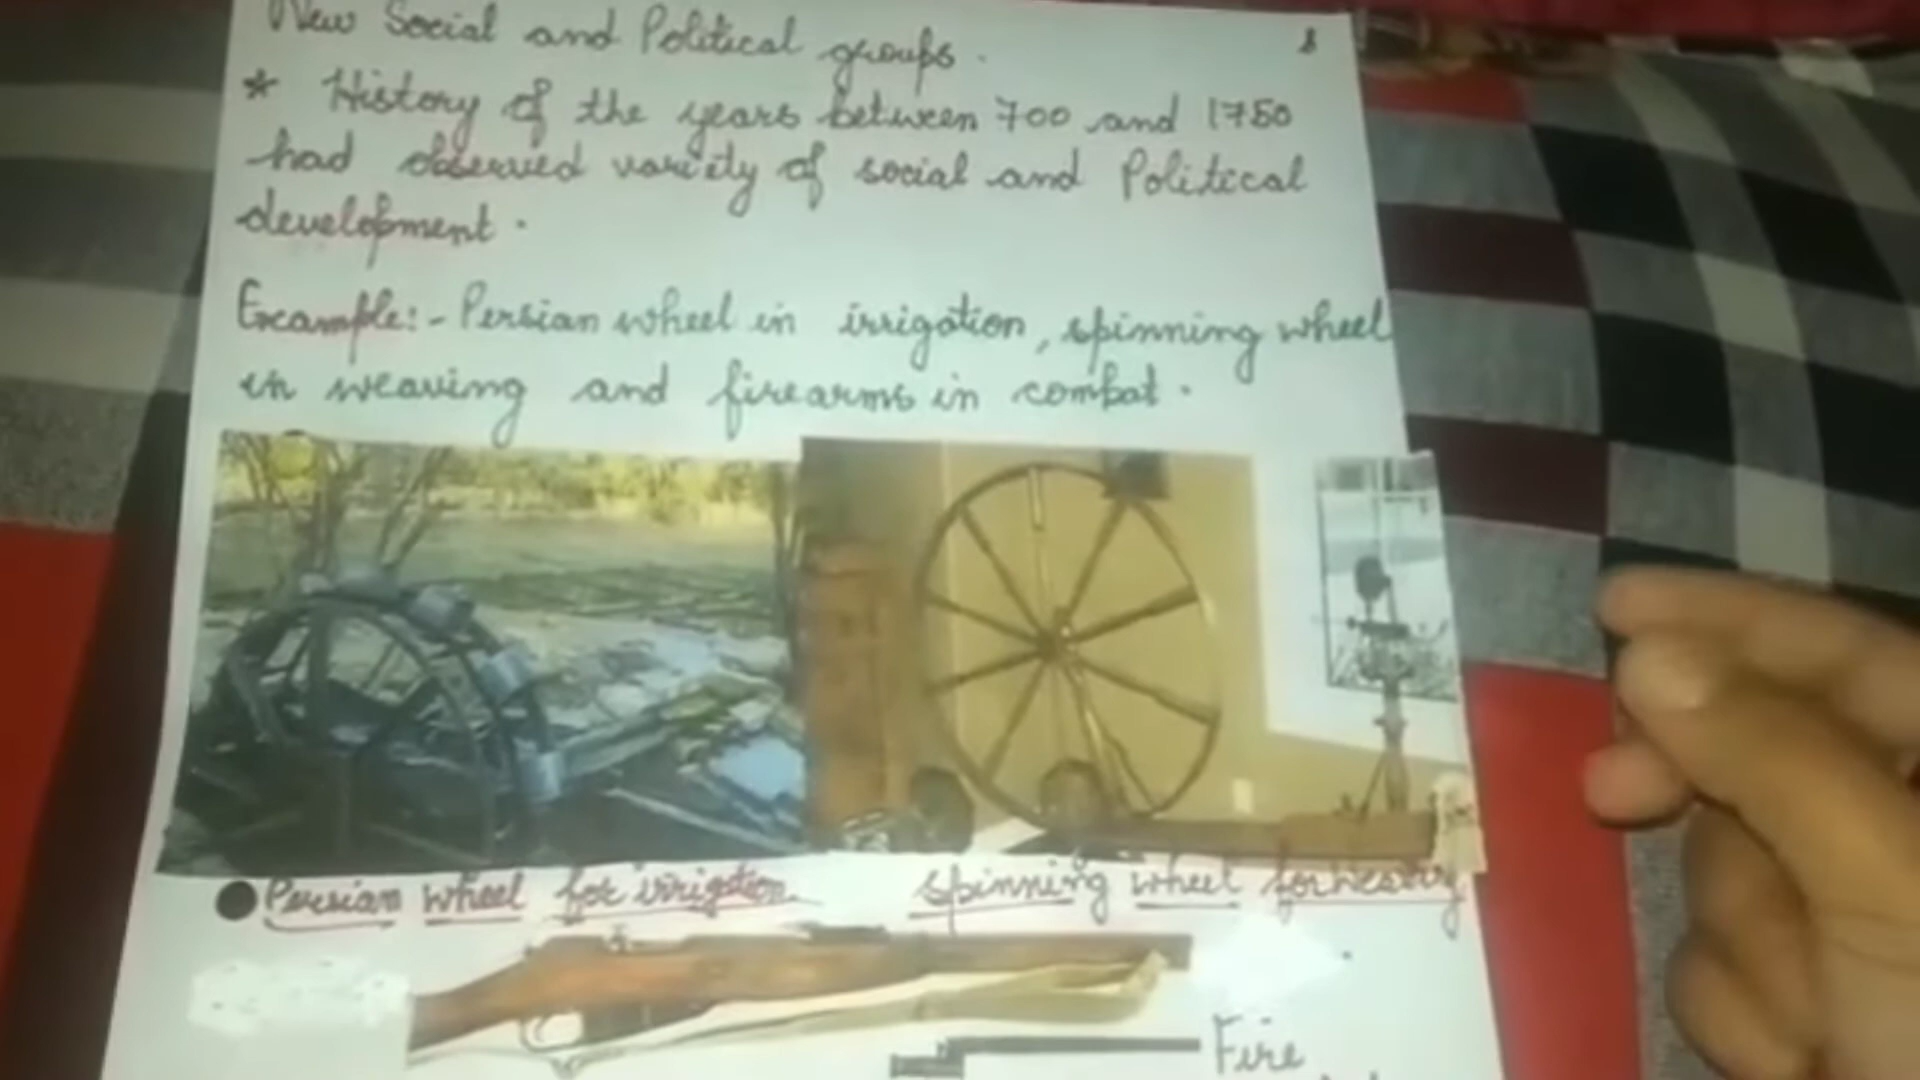 New Social and Political groups.
8
* History of the years between 700 and 1750
had observed variety of social and Political
development.
Example:- Persian wheel in irrigation, spinning wheel
in weaving and firearms in combat.
Persian wheel for irrigation
spinning wheel for
Fire